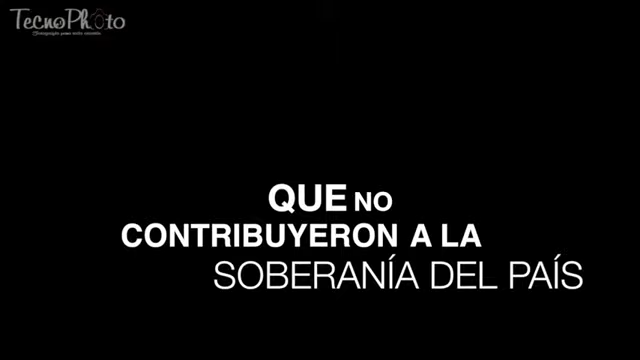 TecnoPhoto
QUE NO
CONTRIBUYERON A LA
SOBERANÍA DEL PAÍS